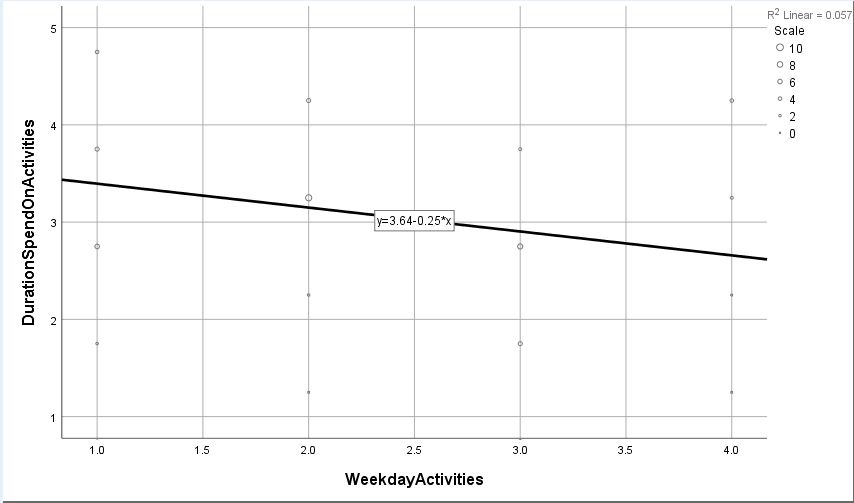 R² Linear = 0.057
Scale
10
8
6
4
2
0
DurationSpendOnActivities
5
4
3
2
1
y=3.64-0.25*x
1.0 1.5 2.0 2.5 3.0 3.5 4.0
WeekdayActivities